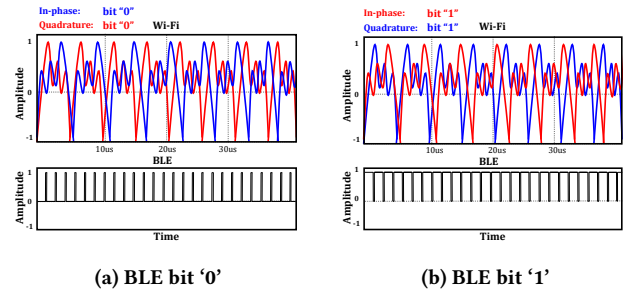 In-phase: bit "0"
Quadrature: bit "0" Wi-Fi
Amplitude
1
0
-1
10us 20us 30us
BLE
Amplitude
1
0
-1
Time
(a) BLE bit ‘0’
In-phase: bit "1"
Quadrature: bit "1" Wi-Fi
Amplitude
1
0
-1
10us 20us 30us
BLE
Amplitude
1
0
-1
Time
(b) BLE bit ‘1’